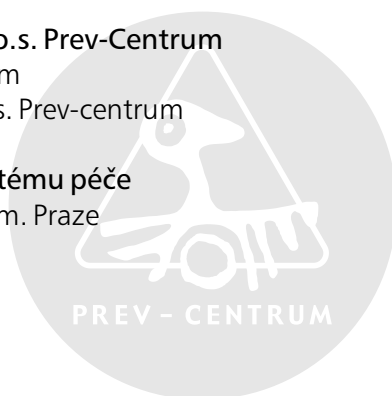 o.s. Prev-Centrum
m
s. Prev-centrum
tému péče
m. Praze
PREV – CENTRUM